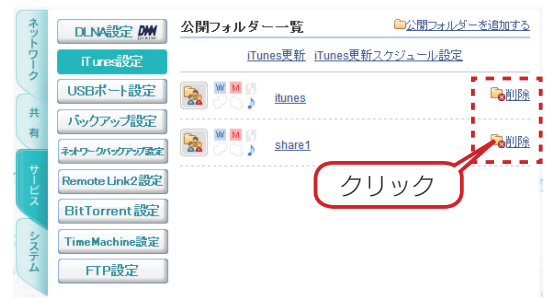 ネットワーク
共有
サービス
システム
DLNA設定
iTunes設定
USBポート設定
バックアップ設定
ネットワークバックアップ設定
Remote Link2設定
BitTorrent設定
TimeMachine設定
FTP設定
公開フォルダー一覧
公開フォルダーを追加する
iTunes更新 iTunes更新スケジュール設定
W M
itunes
削除
W M
share1
削除
クリック